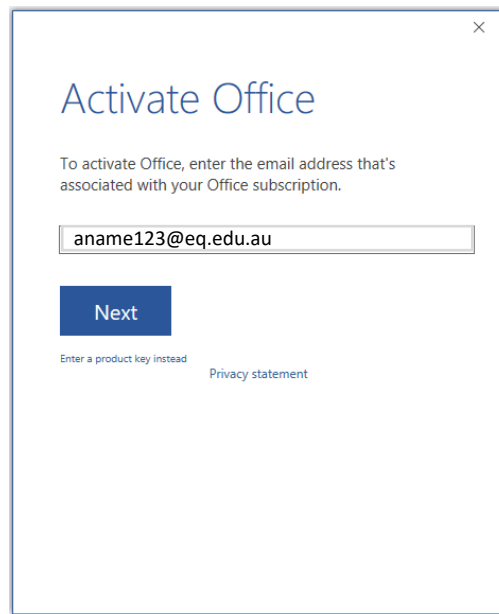 Activate Office
To activate Office, enter the email address that's
associated with your Office subscription.
aname123@eq.edu.au
Next
Enter a product key instead
Privacy statement